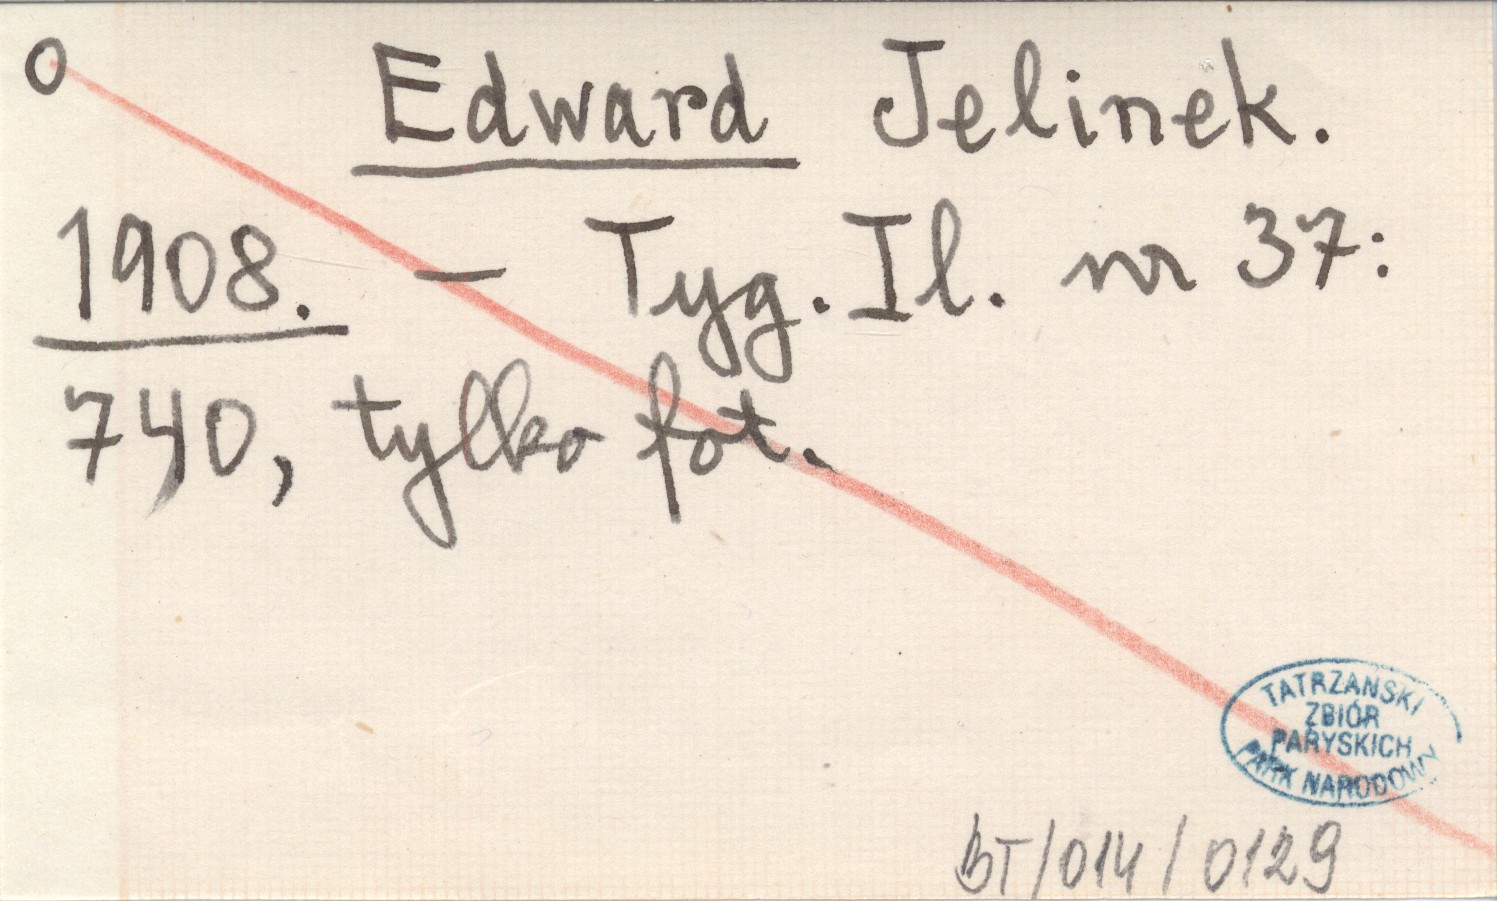 o Edward Jelinek.
1908. – Tyg. Il. nr 37:
740, tylko fot.
TATRZAŃSKI
ZBIÓR
PARYSKICH
PARK NARODOWY
BT/014/0129